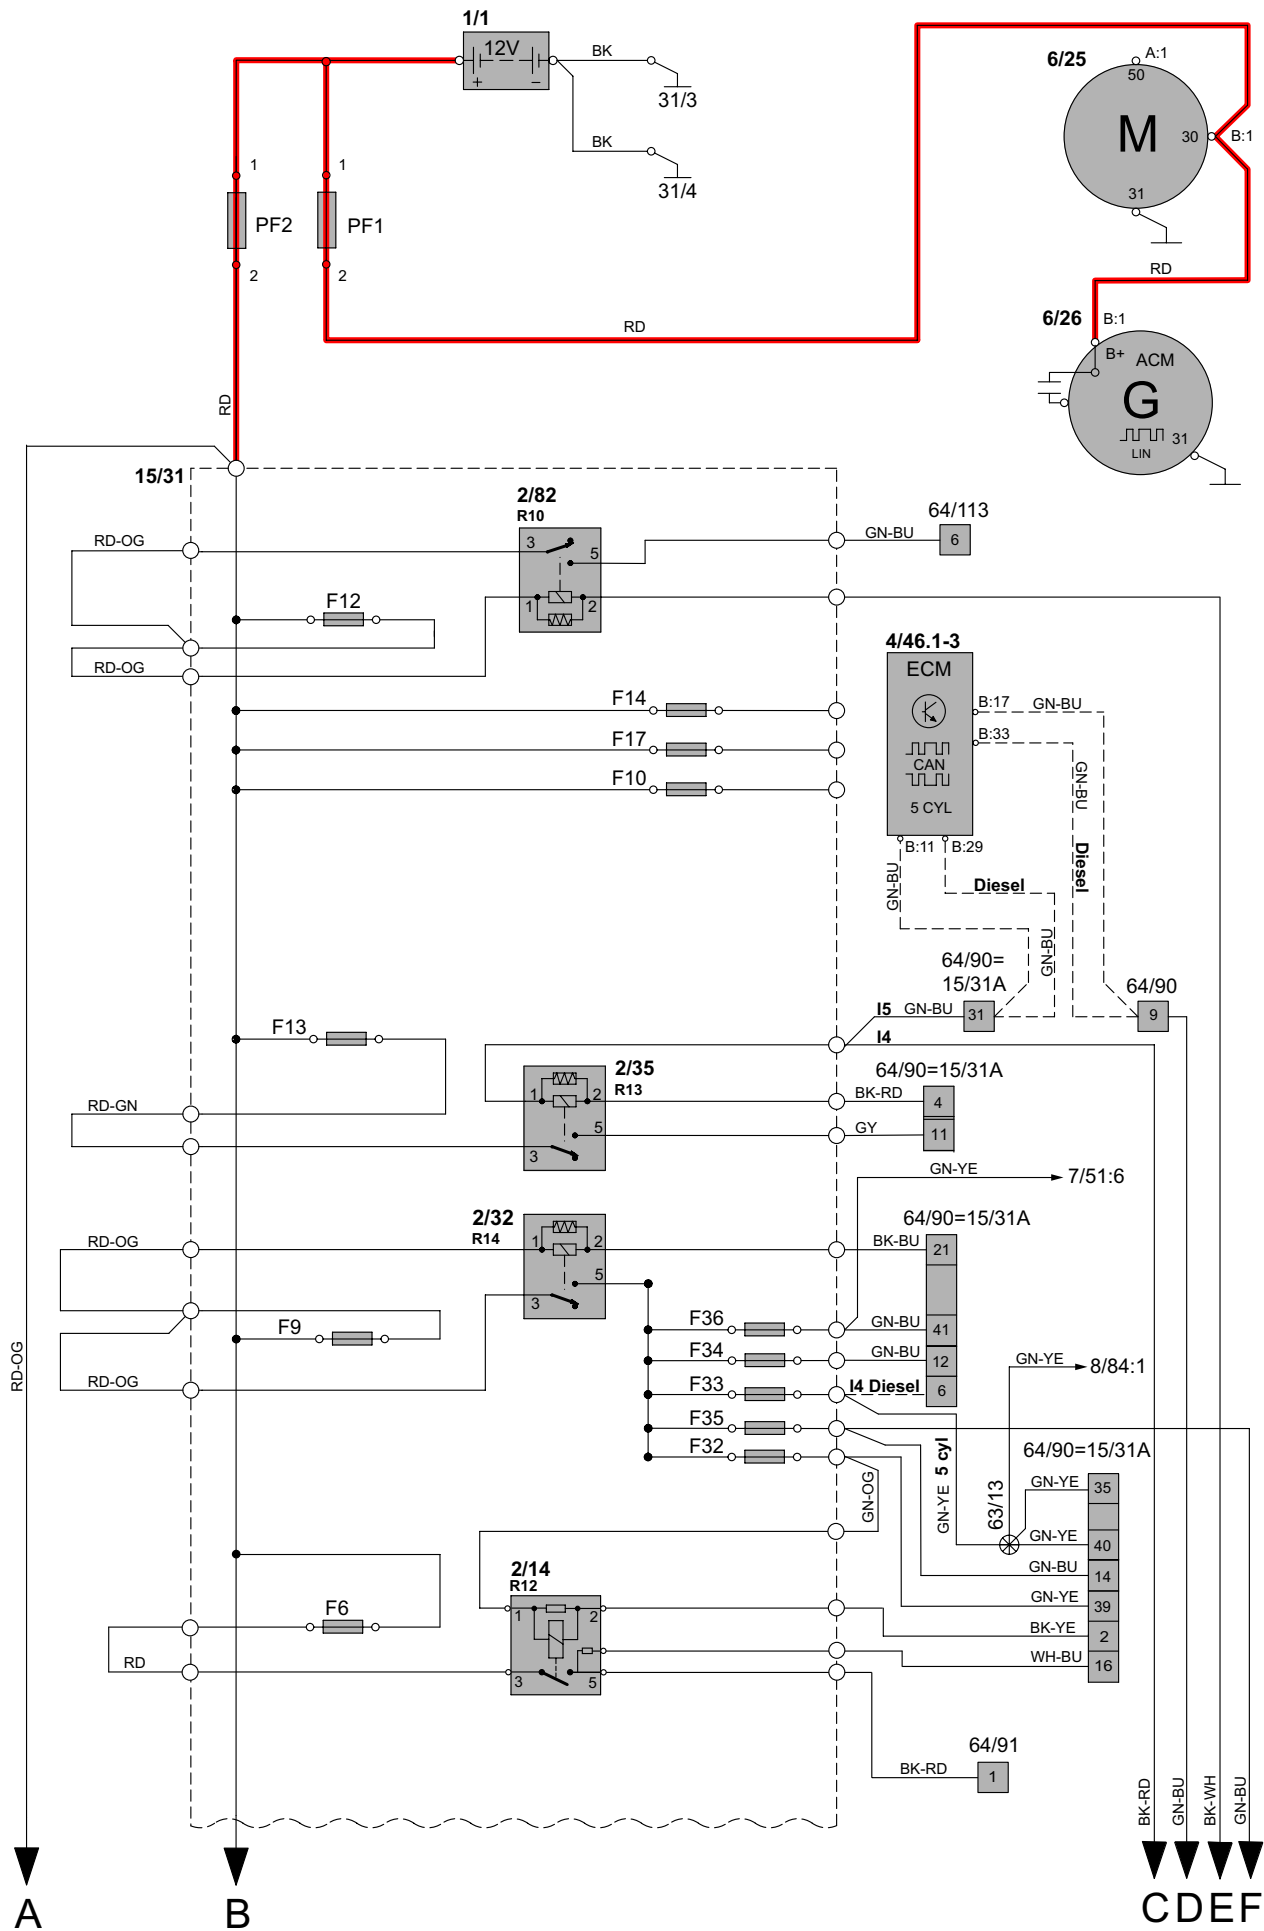 1/1
12V
+ −
BK
31/3
BK
31/4
6/25
A:1
50
M
30
B:1
31
1
PF2
2
1
PF1
2
RD
RD
6/26
B:1
B+
ACM
G
31
LIN
RD
15/31
2/82
R10
RD-OG
3
5
GN-BU
64/113
6
F12
1
2
RD-OG
4/46.1-3
ECM
CAN
5 CYL
B:17
GN-BU
B:33
GN-BU
Diesel
B:11
B:29
GN-BU
Diesel
GN-BU
F14
F17
F10
64/90=
15/31A
64/90
I5
GN-BU
31
9
I4
F13
2/35
R13
64/90=15/31A
1
2
BK-RD
4
RD-GN
5
GY
11
3
GN-YE
7/51:6
2/32
R14
64/90=15/31A
RD-OG
1
2
BK-BU
21
5
3
F9
F36
GN-BU
41
F34
GN-BU
12
GN-YE
8/84:1
RD-OG
RD-OG
F33
I4 Diesel
6
F35
F32
GN-OG
GN-YE 5 cyl
63/13
64/90=15/31A
GN-YE
35
GN-YE
40
2/14
R12
GN-BU
14
F6
1
2
GN-YE
39
BK-YE
2
RD
3
5
WH-BU
16
64/91
BK-RD
1
BK-RD
GN-BU
BK-WH
GN-BU
A
B
C
D
E
F